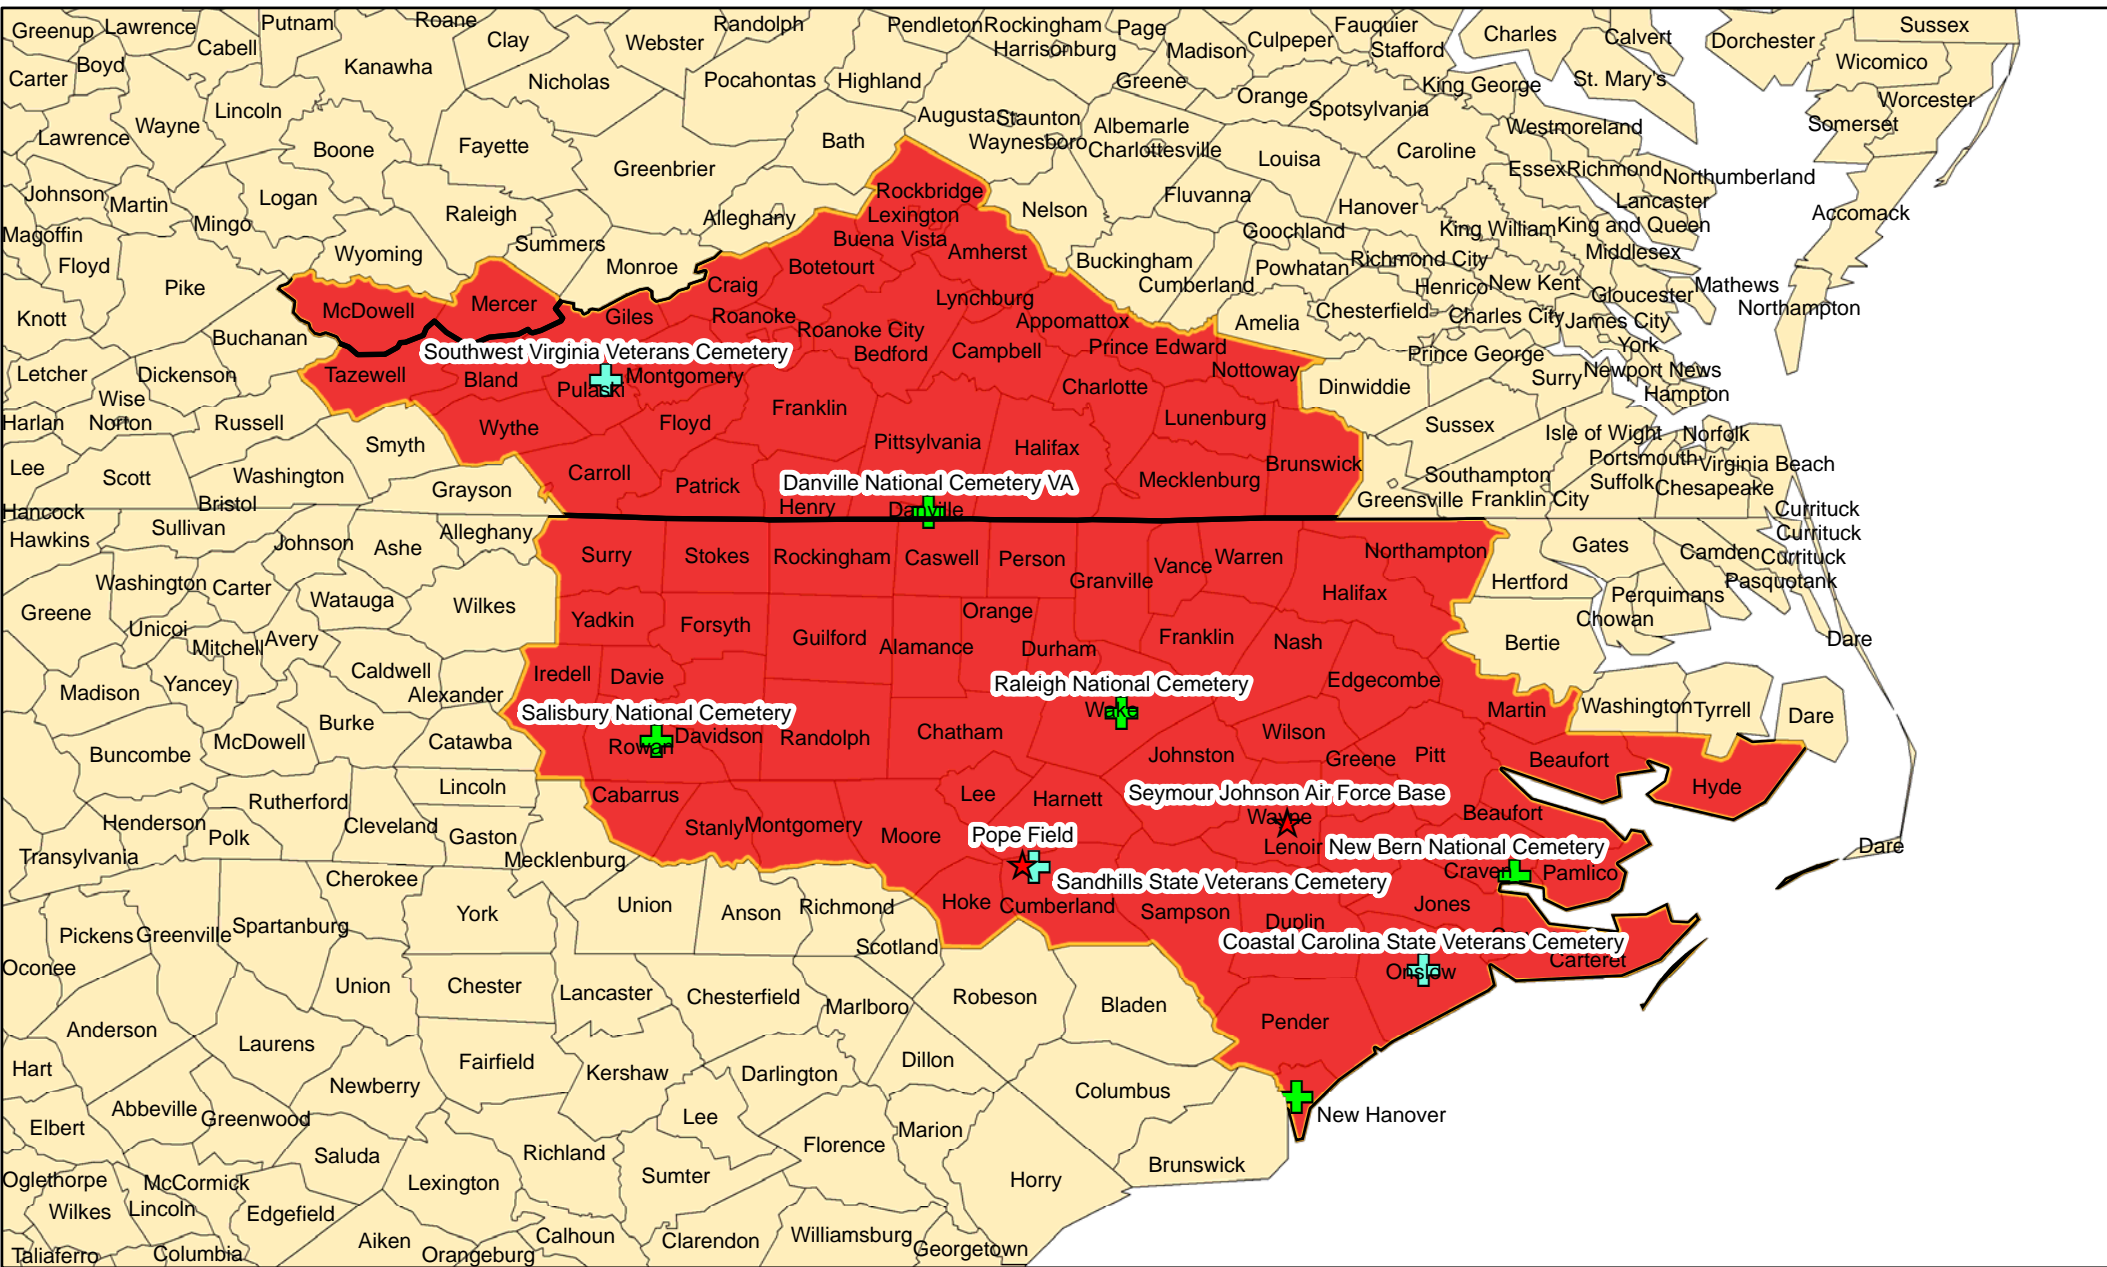 Greenup
Lawrence
Putnam
Roane
Clay
Webster
Randolph
Pendleton
Rockingham
Harrisonburg
Page
Madison
Culpeper
Fauquier
Stafford
Charles
Calvert
Dorchester
Sussex
Cabell
Boyd
Carter
Kanawha
Nicholas
Pocahontas
Highland
Greene
Orange
Spotsylvania
King George
St. Mary's
Wicomico
Worcester
Somerset
Lincoln
Wayne
Lawrence
Boone
Fayette
Greenbrier
Bath
Augusta
Staunton
Waynesboro
Albemarle
Charlottesville
Louisa
Caroline
Westmoreland
Essex
Richmond
Northumberland
Lancaster
Accomack
Johnson
Martin
Mingo
Logan
Raleigh
Summers
Alleghany
Rockbridge
Lexington
Buena Vista
Amherst
Nelson
Fluvanna
Hanover
Goochland
King William
King and Queen
Middlesex
Magoffin
Floyd
Pike
Wyoming
Monroe
Craig
Botetourt
Buckingham
Cumberland
Powhatan
Richmond City
Henrico
New Kent
Gloucester
Mathews
Northampton
Knott
McDowell
Mercer
Giles
Roanoke
Roanoke City
Lynchburg
Bedford
Appomattox
Campbell
Prince Edward
Amelia
Chesterfield
Charles City
James City
York
Buchanan
Southwest Virginia Veterans Cemetery
Nottoway
Dinwiddie
Prince George
Surry
Newport News
Hampton
Letcher
Dickenson
Tazewell
Bland
Pulaski
Montgomery
Charlotte
Wise
Norton
Harlan
Russell
Smyth
Wythe
Floyd
Franklin
Pittsylvania
Halifax
Lunenburg
Sussex
Isle of Wight
Norfolk
Portsmouth
Virginia Beach
Lee
Scott
Washington
Bristol
Grayson
Carroll
Patrick
Henry
Danville National Cemetery VA
Danville
Mecklenburg
Brunswick
Southampton
Greensville
Franklin City
Suffolk
Chesapeake
Hancock
Hawkins
Sullivan
Johnson
Ashe
Alleghany
Surry
Stokes
Rockingham
Caswell
Person
Granville
Vance
Warren
Northampton
Gates
Camden
Currituck
Currituck
Currituck
Pasquotank
Hertford
Perquimans
Chowan
Washington
Carter
Greene
Watauga
Wilkes
Unicoi
Mitchell
Avery
Yadkin
Forsyth
Guilford
Alamance
Orange
Durham
Franklin
Nash
Halifax
Bertie
Dare
Madison
Yancey
Caldwell
Alexander
Iredell
Davie
Raleigh National Cemetery
Wake
Edgecombe
Martin
Washington
Tyrrell
Dare
Buncombe
McDowell
Burke
Catawba
Salisbury National Cemetery
Rowan
Davidson
Randolph
Chatham
Johnston
Wilson
Greene
Pitt
Beaufort
Hyde
Lincoln
Rutherford
Henderson
Polk
Cleveland
Gaston
Mecklenburg
Transylvania
Cabarrus
Stanly
Montgomery
Moore
Lee
Harnett
Seymour Johnson Air Force Base
Wayne
Lenoir
Beaufort
Pope Field
New Bern National Cemetery
Craven
Pamlico
Dare
Sandhills State Veterans Cemetery
Cherokee
York
Union
Anson
Richmond
Scotland
Hoke
Cumberland
Sampson
Duplin
Jones
Coastal Carolina State Veterans Cemetery
Carteret
Onslow
Pickens
Greenville
Spartanburg
Oconee
Union
Chester
Lancaster
Chesterfield
Marlboro
Robeson
Bladen
Pender
Anderson
Laurens
Fairfield
Kershaw
Darlington
Dillon
Columbus
New Hanover
Hart
Newberry
Abbeville
Greenwood
Elbert
Saluda
Richland
Lee
Florence
Marion
Brunswick
Oglethorpe
McCormick
Lexington
Sumter
Horry
Wilkes
Lincoln
Edgefield
Aiken
Calhoun
Clarendon
Williamsburg
Georgetown
Taliaferro
Columbia
Orangeburg